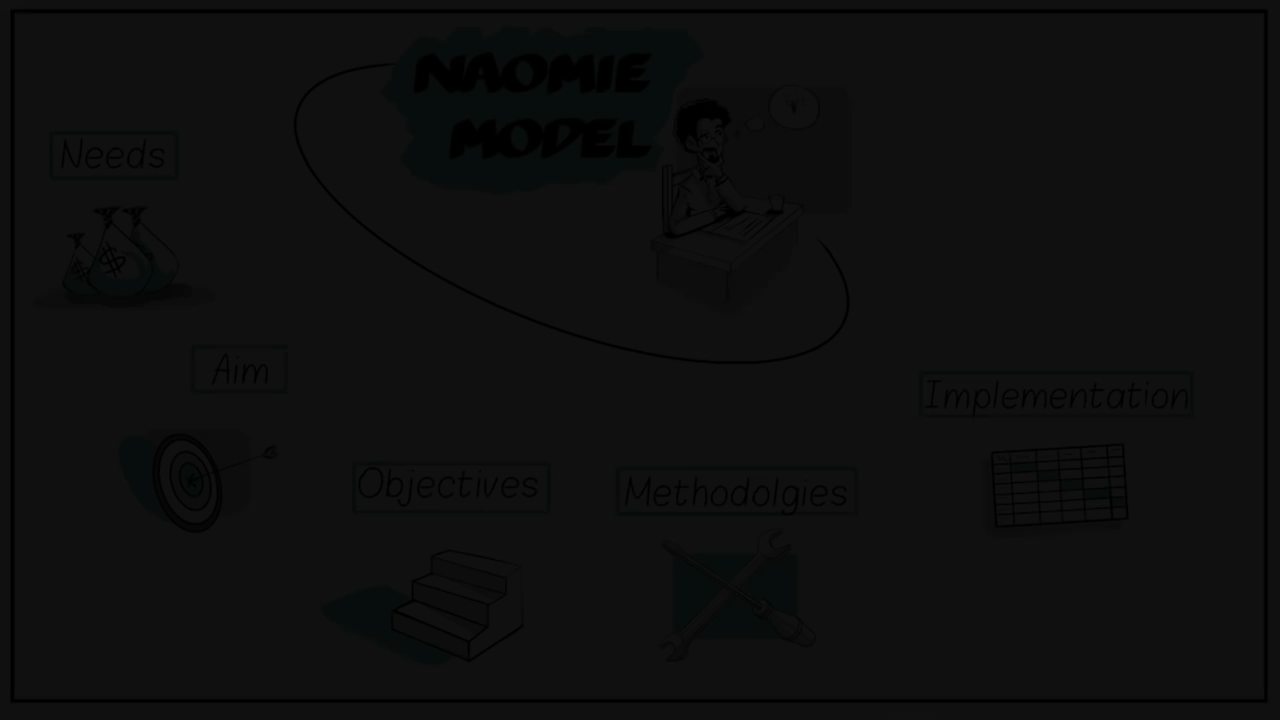 NAOMIE
MODEL
Needs
Aim
Objectives
Methodolgies
Implementation